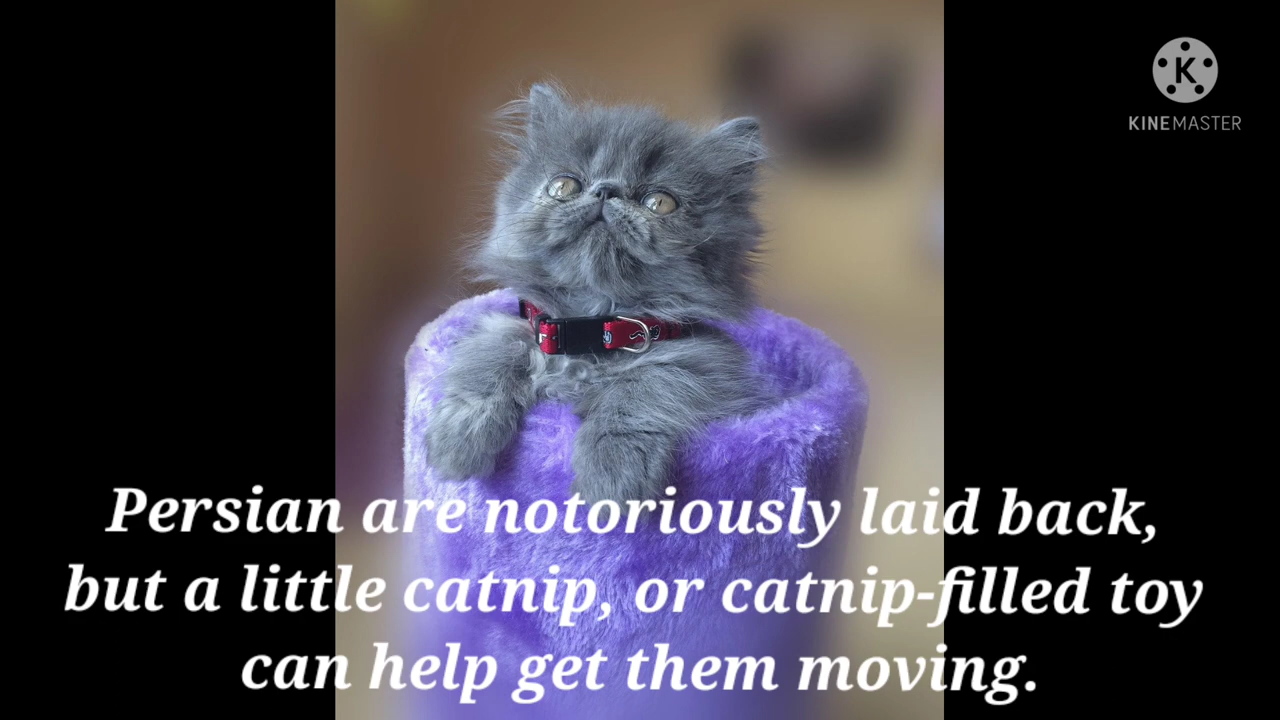 K
KINEMASTER
Persian are notoriously laid back,
but a little catnip, or catnip-filled toy
can help get them moving.